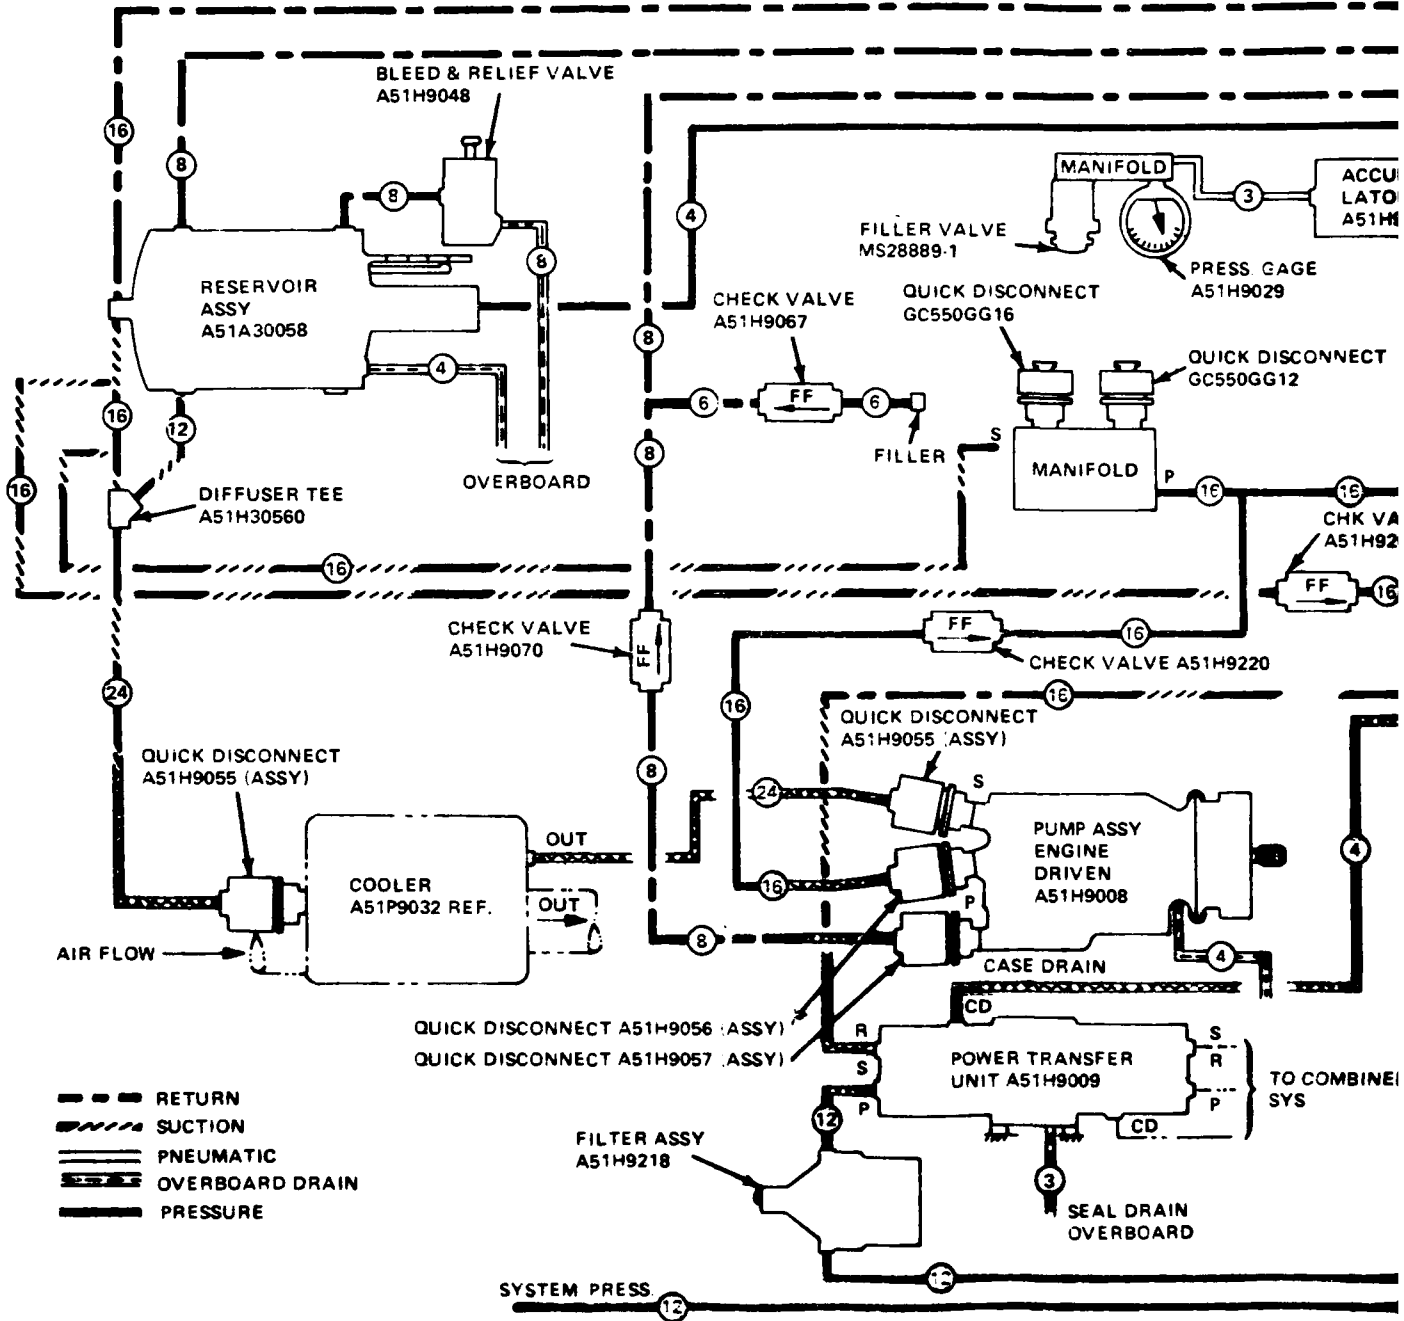 BLEED & RELIEF VALVE
A51H9048
16
8
8
4
MANIFOLD
3
ACCU
LATO
A51H
FILLER VALVE
MS28889-1
PRESS. GAGE
A51H9029
8
RESERVOIR
ASSY
A51A30058
CHECK VALVE
A51H9067
QUICK DISCONNECT
GC550GG16
QUICK DISCONNECT
GC550GG12
8
4
6
FF
6
FILLER
16
12
8
S
MANIFOLD
P
16
16
OVERBOARD
16
DIFFUSER TEE
A51H30560
CHK VA
A51H92
16
FF
16
CHECK VALVE
A51H9070
FF
FF
16
CHECK VALVE A51H9220
24
16
16
QUICK DISCONNECT
A51H9055 (ASSY)
QUICK DISCONNECT
A51H9055 (ASSY)
8
24
S
PUMP ASSY
ENGINE
DRIVEN
A51H9008
4
OUT
COOLER
A51P9032 REF.
OUT
16
P
AIR FLOW
8
CASE DRAIN
4
CD
QUICK DISCONNECT A51H9056 (ASSY)
QUICK DISCONNECT A51H9057 (ASSY)
R
S
P
POWER TRANSFER
UNIT A51H9009
S
R
P
CD
TO COMBINE
SYS
RETURN
SUCTION
PNEUMATIC
OVERBOARD DRAIN
PRESSURE
12
FILTER ASSY
A51H9218
3
SEAL DRAIN
OVERBOARD
12
SYSTEM PRESS.
12